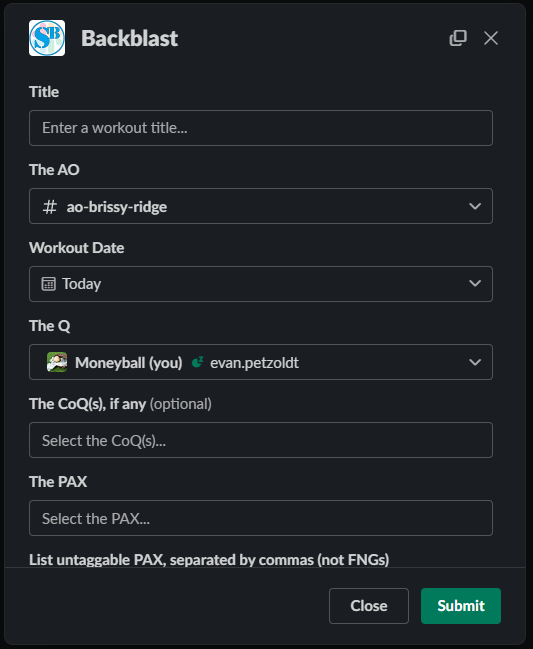 SB
Backblast
Title
Enter a workout title...
The AO
# ao-brissy-ridge
Workout Date
Today
The Q
Moneyball (you) z evan.petzoldt
The CoQ(s), if any (optional)
Select the CoQ(s)...
The PAX
Select the PAX...
List untaggable PAX, separated by commas (not FNGs)
Close Submit